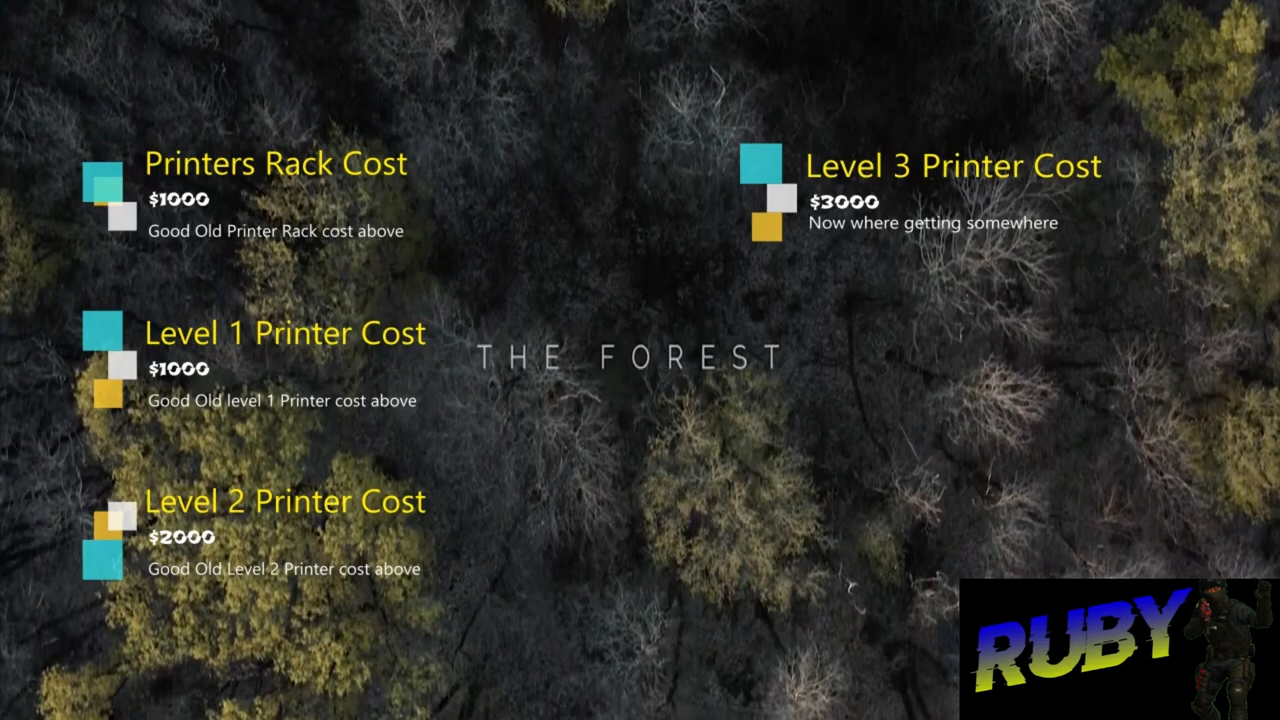 Printers Rack Cost
$1000
Good Old Printer Rack cost above
Level 1 Printer Cost
$1000
Good Old level 1 Printer cost above
Level 2 Printer Cost
$2000
Good Old Level 2 Printer cost above
THE FOREST
Level 3 Printer Cost
$3000
Now where getting somewhere
RUBY